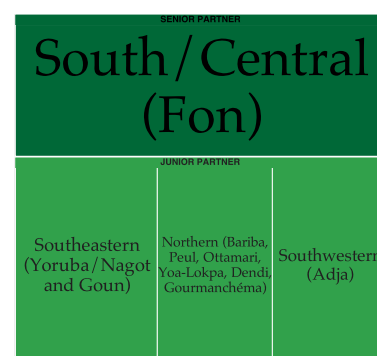 SENIOR PARTNER
South/Central
(Fon)
JUNIOR PARTNER
Southeastern
(Yoruba/Nagot
and Goun)
Northern (Bariba,
Peul, Ottamari,
Yoa-Lokpa, Dendi,
Gourmanchéma)
Southwestern
(Adja)